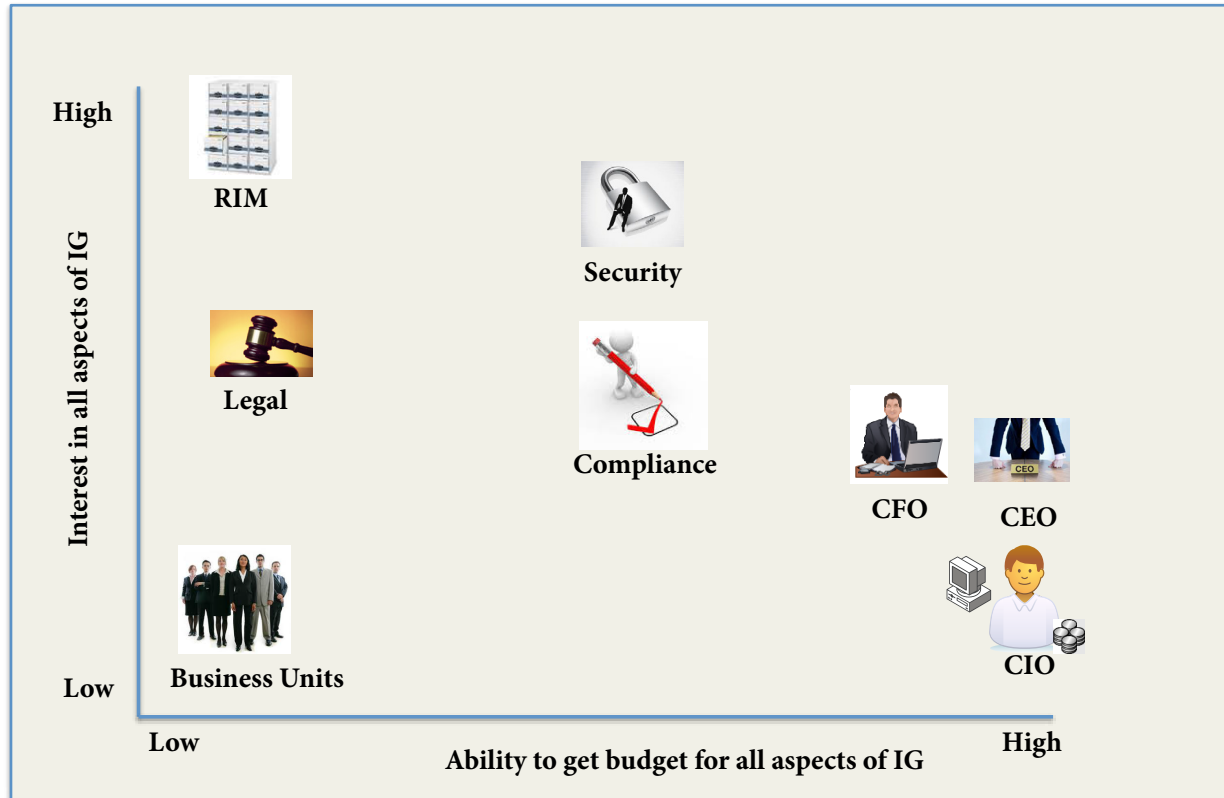 High
RIM
Security
Interest in all aspects of IG
Legal
Compliance
CEO
CFO
CEO
Business Units
CIO
Low
Low
High
Ability to get budget for all aspects of IG